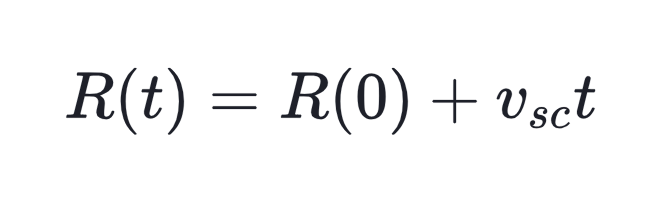 R(t) = R(0) + v_{sc}t